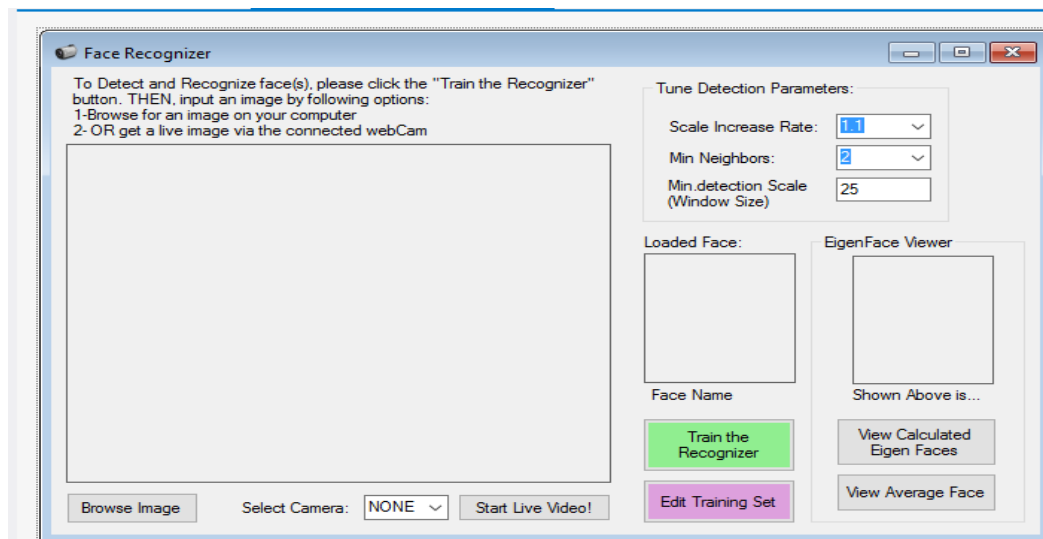 Face Recognizer
To Detect and Recognize face(s), please click the "Train the Recognizer"
button. THEN, input an image by following options:
1-Browse for an image on your computer
2- OR get a live image via the connected webCam
Tune Detection Parameters:
Scale Increase Rate: 1.1
Min Neighbors: 2
Min.detection Scale
(Window Size)
25
Loaded Face:
EigenFace Viewer
Face Name
Shown Above is...
Train the
Recognizer
View Calculated
Eigen Faces
Edit Training Set
View Average Face
Browse Image
Select Camera: NONE
Start Live Video!